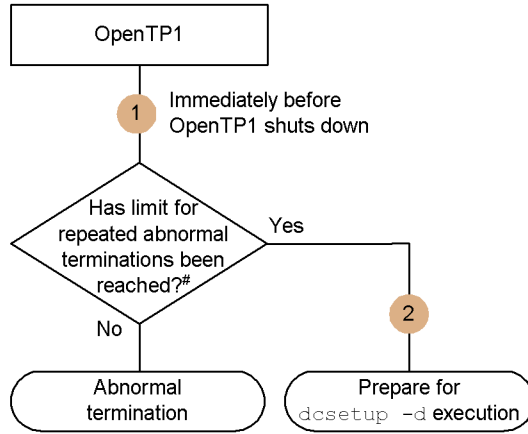 OpenTP1
1
Immediately before
OpenTP1 shuts down
Has limit for
repeated abnormal
terminations been
reached?#
Yes
No
2
Abnormal
termination
Prepare for
dcsetup -d execution